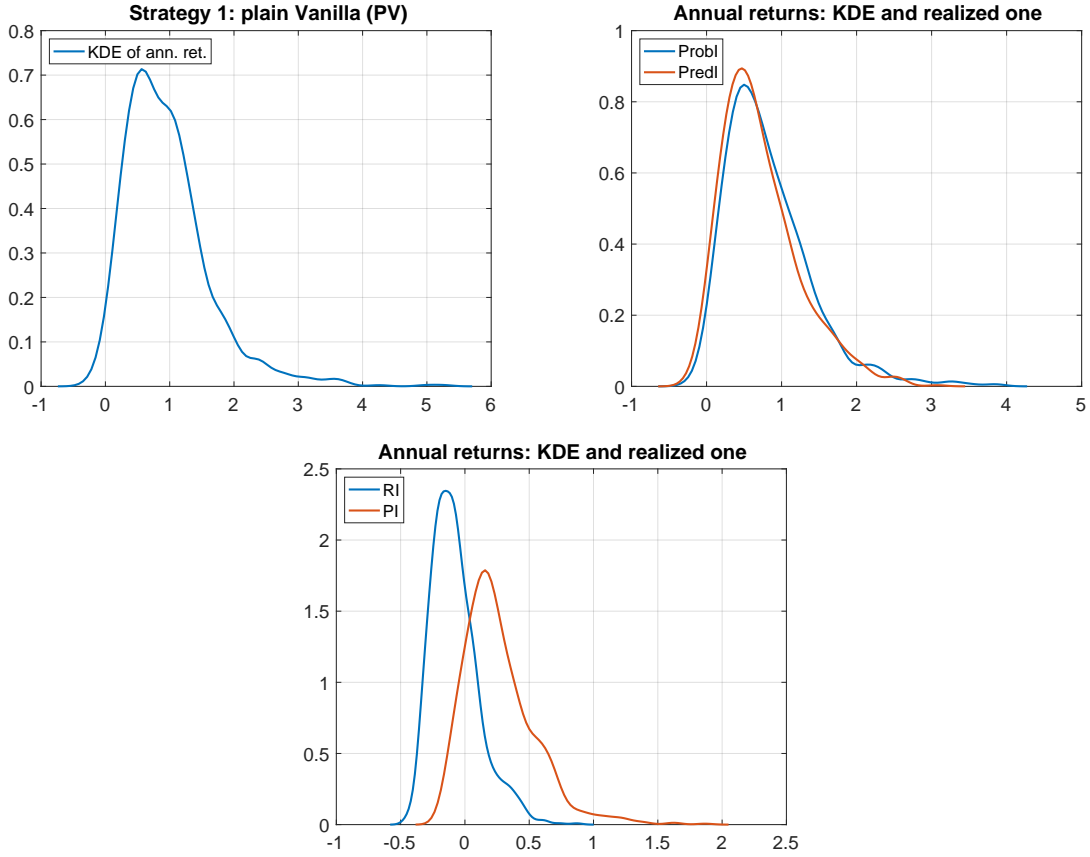 Strategy 1: plain Vanilla (PV)
KDE of ann. ret.
0.8
0.7
0.6
0.5
0.4
0.3
0.2
0.1
0
-1 0 1 2 3 4 5 6
Annual returns: KDE and realized one
ProbI
PredI
1
0.8
0.6
0.4
0.2
0
-1 0 1 2 3 4 5
Annual returns: KDE and realized one
RI
PI
2.5
2
1.5
1
0.5
0
-1 -0.5 0 0.5 1 1.5 2 2.5